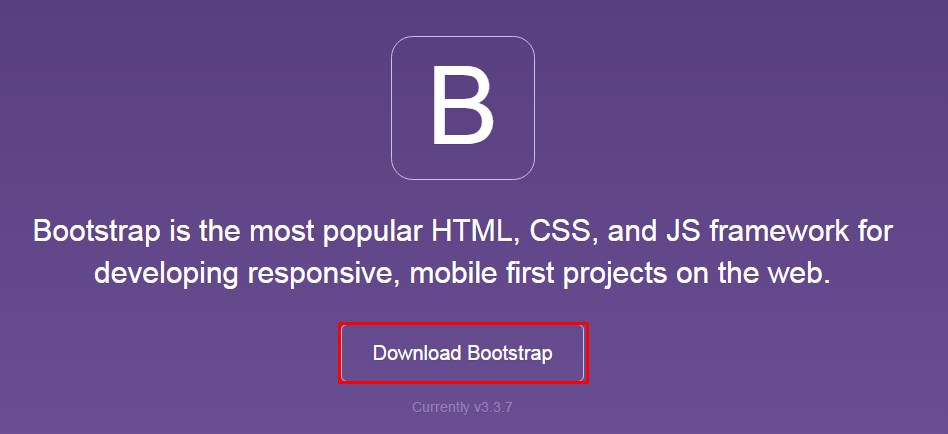 B
Bootstrap is the most popular HTML, CSS, and JS framework for
developing responsive, mobile first projects on the web.
Download Bootstrap
Currently v3.3.7